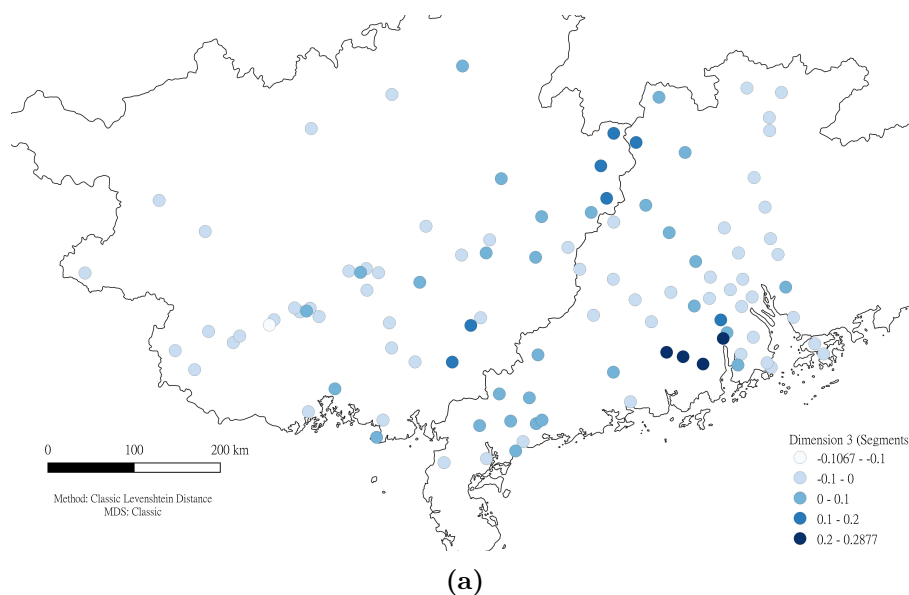 0 100 200 km
Method: Classic Levenshtein Distance
MDS: Classic
Dimension 3 (Segments
-0.1067 - -0.1
-0.1 - 0
0 - 0.1
0.1 - 0.2
0.2 - 0.2877
(a)